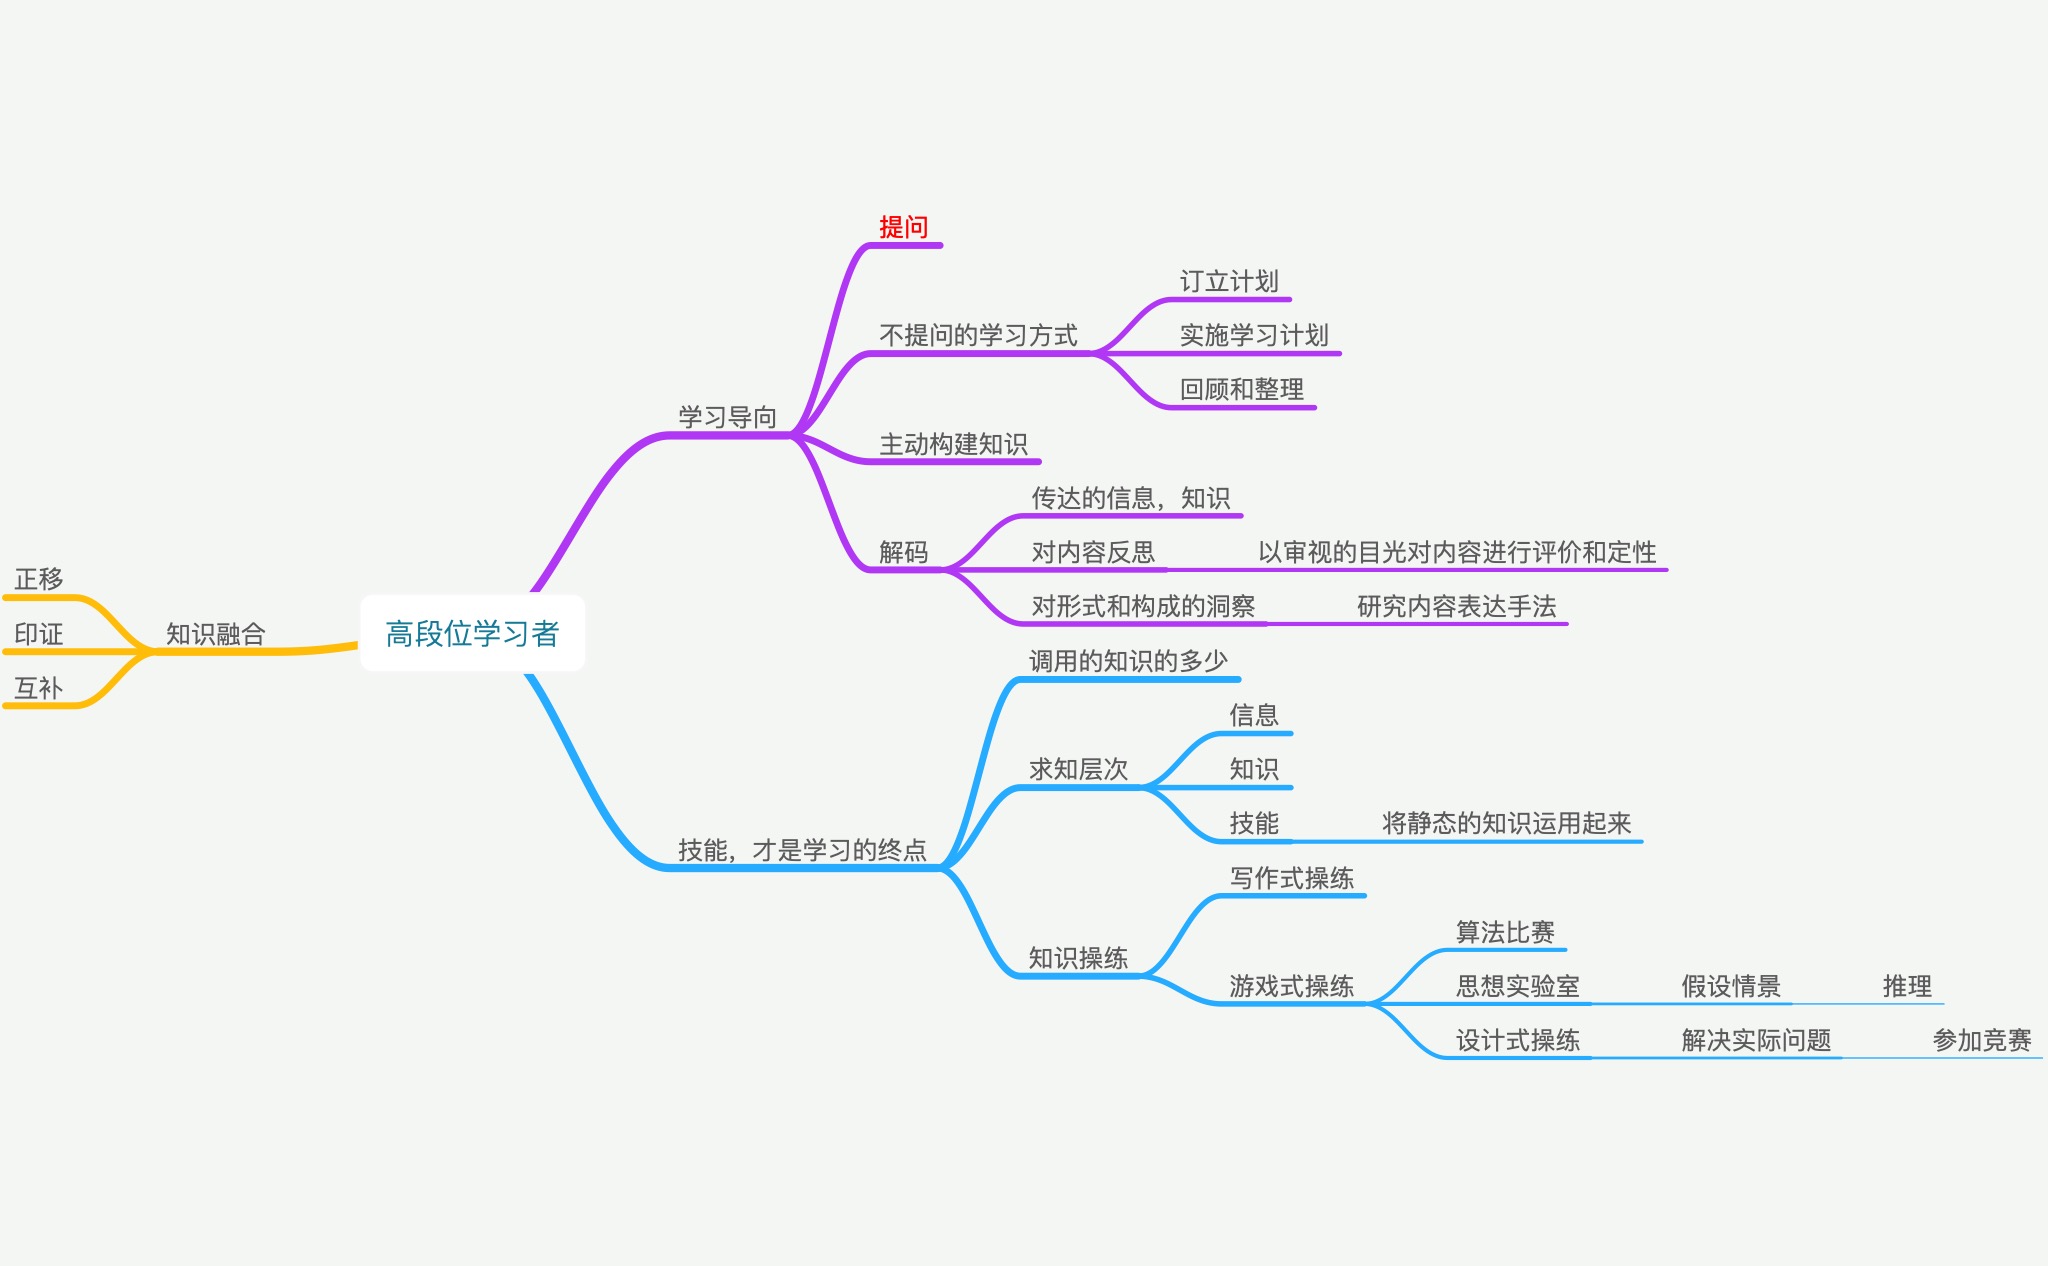 高段位学习者
学习导向
提问
不提问的学习方式
订立计划
实施学习计划
回顾和整理
主动构建知识
解码
传达的信息，知识
对内容反思
以审视的目光对内容进行评价和定性
对形式和构成的洞察
研究内容表达手法
技能，才是学习的终点
调用的知识的多少
求知层次
信息
知识
技能
将静态的知识运用起来
知识操练
写作式操练
游戏式操练
算法比赛
思想实验室
假设情景
推理
设计式操练
解决实际问题
参加竞赛
知识融合
正移
印证
互补